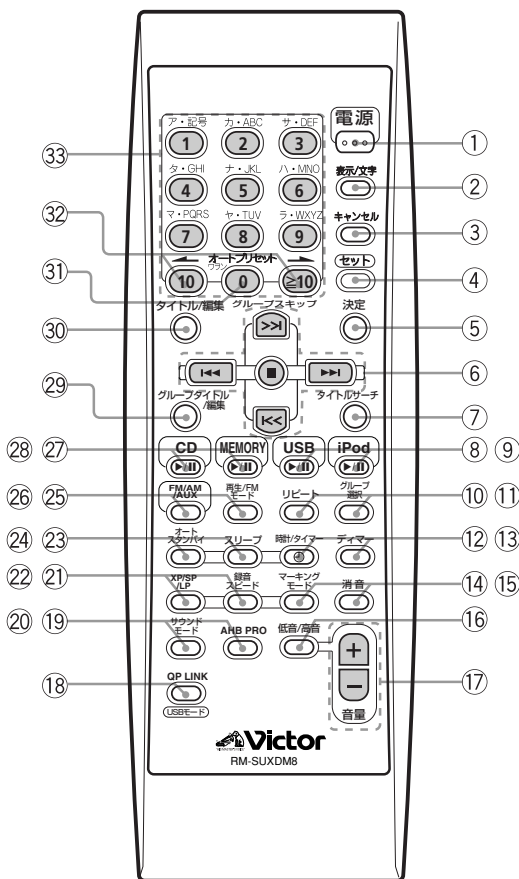 電源
ア・記号 カ・ABC サ・DEF
1 2 3
表示/文字
タ・GHI ナ・JKL ハ・MNO
4 5 6
キャンセル
マ・PQRS ヤ・TUV ラ・WXYZ
7 8 9
セット
オートプリセット
ワヲン
10 0 ≧10
タイトル/編集 グループスキップ 決定
グループタイトル
/編集
タイトルサーチ
CD MEMORY USB iPod
FM/AM
/AUX
再生/FM
モード
リピート
グループ
選択
オート
スタンバイ
スリープ 時計/タイマー ディマー
XP/SP
/LP
録音
スピード
マーキング
モード
消音
サウンド
モード
AHB PRO 低音/高音
QP LINK
USBモード
音量
Victor
RM-SUXDM8
①
②
③
④
⑤
⑥
⑦
⑧ ⑨
⑩ ⑪
⑫ ⑬
⑭ ⑮
⑯
⑰
⑱
⑳ ⑲
㉒ ㉑
㉔ ㉓
㉖ ㉕
㉘ ㉗
㉙
㉚
㉛
㉜
㉝